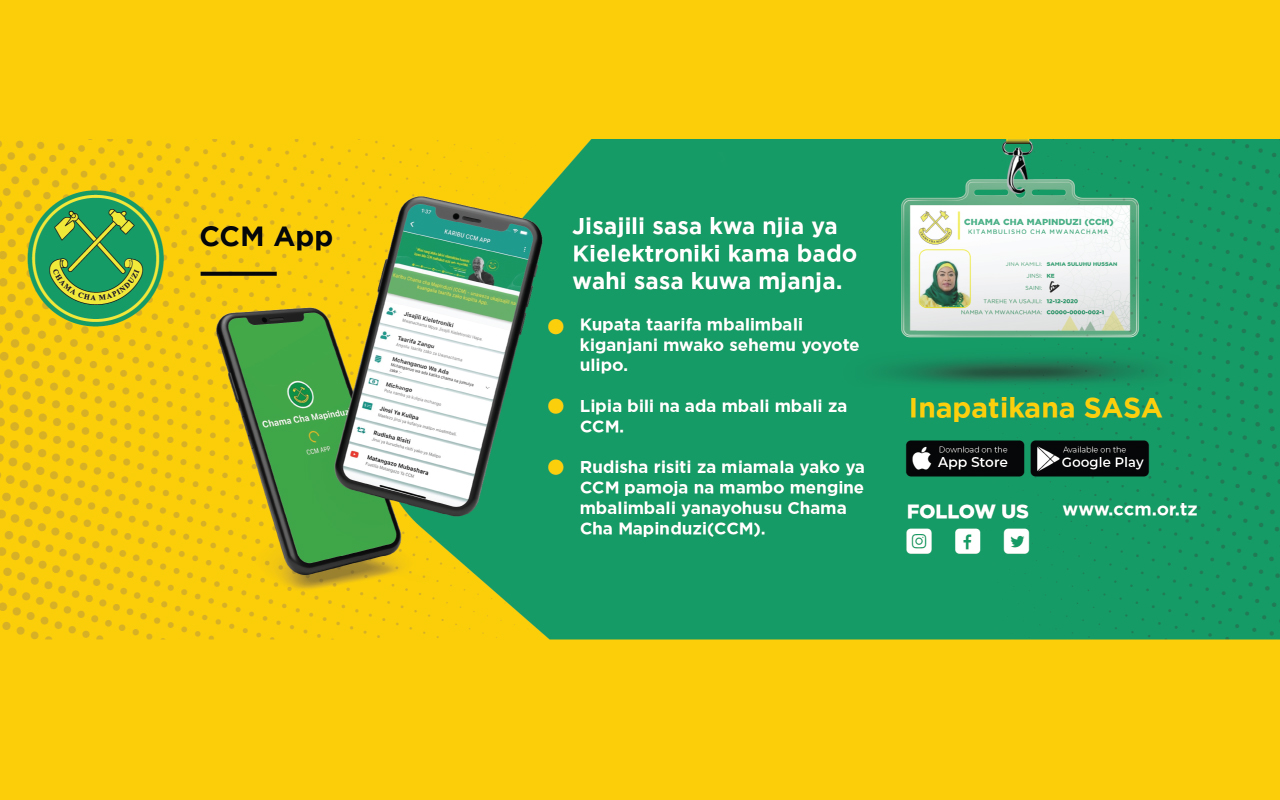 CHAMA CHA MAPINDUZI
CCM App
Chama Cha Mapinduz
CCM APP
1:37
KARIBU CCM APP
Jisajili Kieletroniki
Taarifa Zangu
Mchanganuo Wa Ada
Michango
Jinsi Ya Kulipa
Rudisha Risiti
Matangazo Mubashara
Jisajili sasa kwa njia ya
Kielektroniki kama bado
wahi sasa kuwa mjanja.
Kupata taarifa mbalimbali
kiganjani mwako sehemu yoyote
ulipo.
Lipia bili na ada mbali mbali za
CCM.
Rudisha risiti za miamala yako ya
CCM pamoja na mambo mengine
mbalimbali yanayohusu Chama
Cha Mapinduzi(CCM).
CHAMA CHA MAPINDUZI (CCM)
KITAMBULISHO CHA MWANACHAMA
JINA KAMILI: SAMIA SULUHU HUSSAN
JINSI: KE
SAINI:
TAREHE YA USAJILI: 12-12-2020
NAMBA YA MWANACHAMA: C0000-0000-002-1
Inapatikana SASA
Download on the
App Store
Available on the
Google Play
FOLLOW US
www.ccm.or.tz